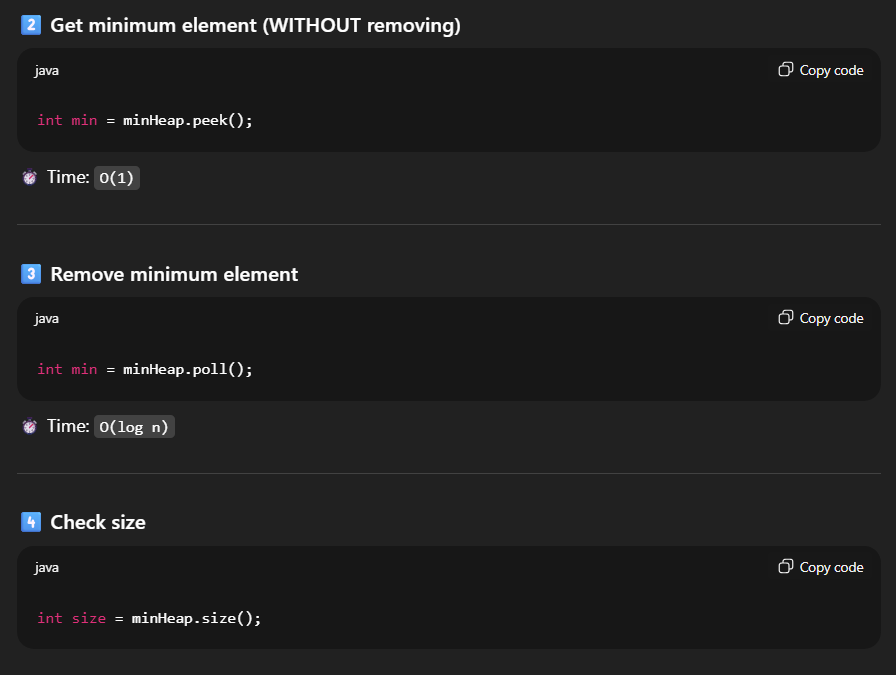 2 Get minimum element (WITHOUT removing)
java
Copy code
int min = minHeap.peek();
Time: O(1)
3 Remove minimum element
java
Copy code
int min = minHeap.poll();
Time: O(log n)
4 Check size
java
Copy code
int size = minHeap.size();